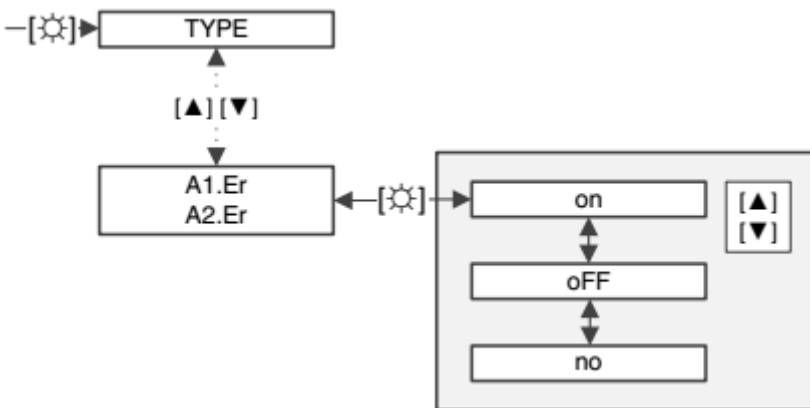 [☼] TYPE
[▲] [▼]
A1.Er
A2.Er
[☼]
on
[▲]
[▼]
oFF
no